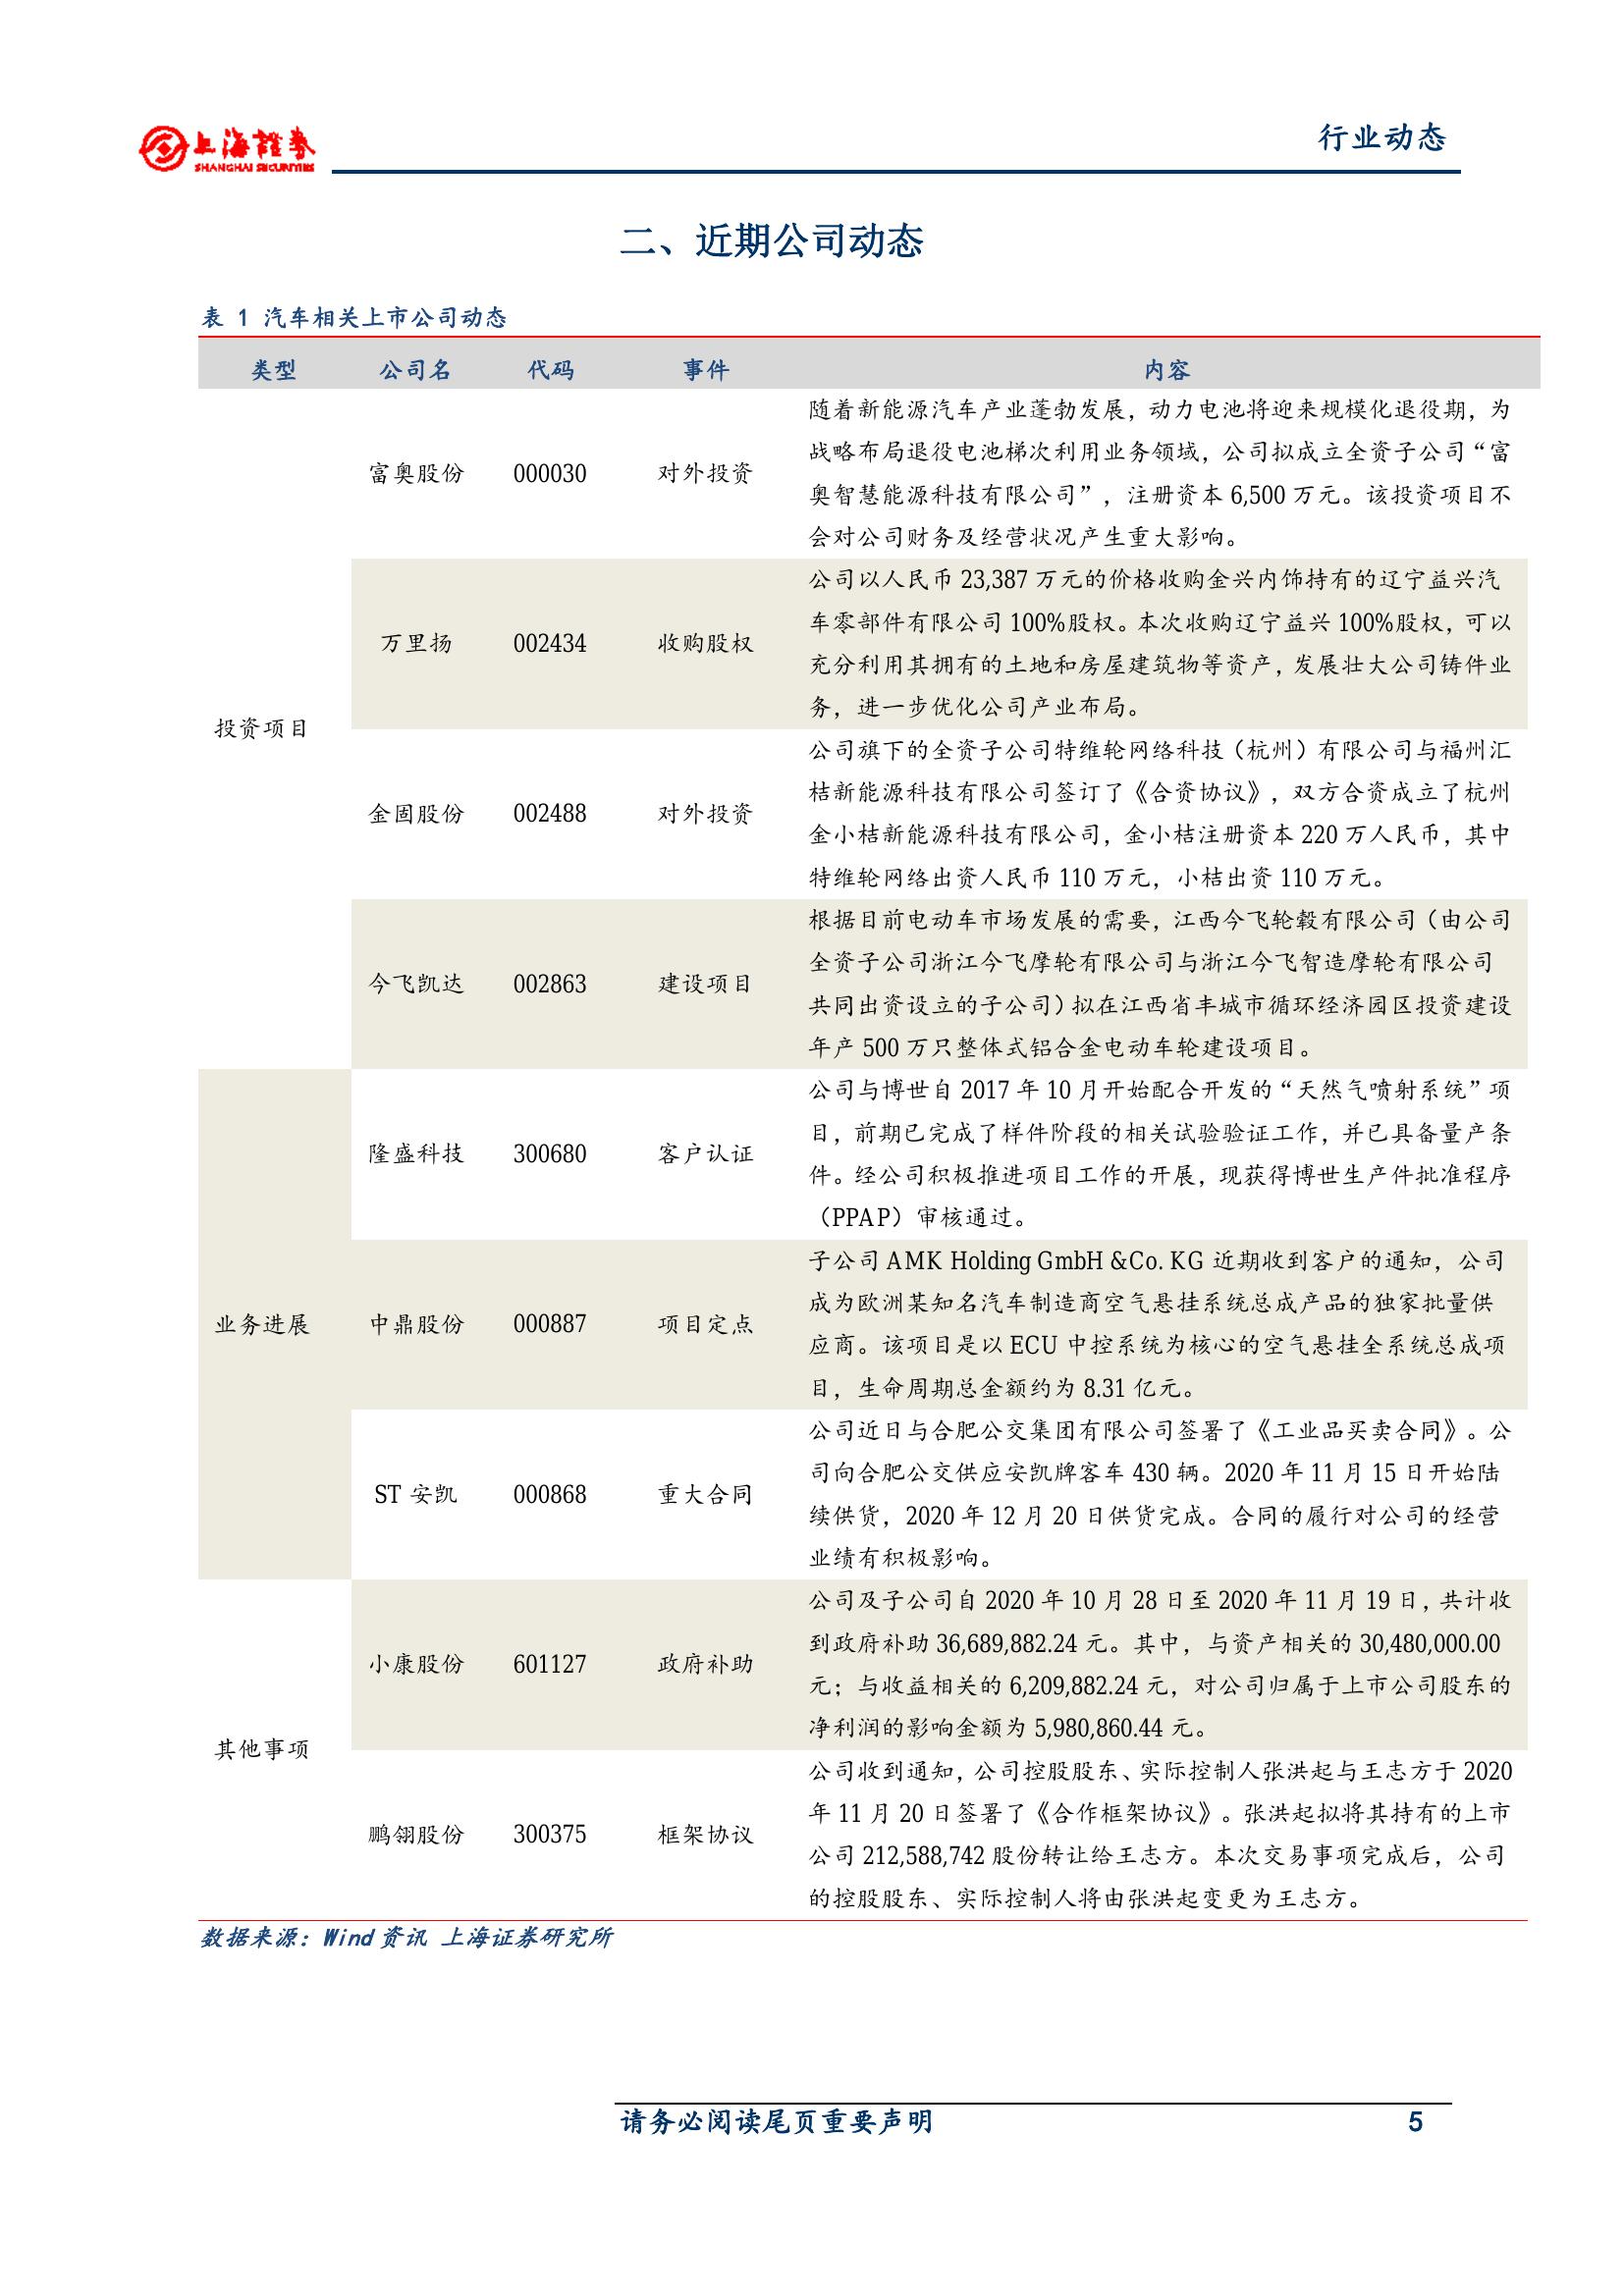 上海證券
SHANGHAI SECURITIES
行业动态
二、近期公司动态
表 1 汽车相关上市公司动态
类型 公司名 代码 事件 内容
投资项目
富奥股份 000030 对外投资
随着新能源汽车产业蓬勃发展，动力电池将迎来规模化退役期，为
战略布局退役电池梯次利用业务领域，公司拟成立全资子公司“富
奥智慧能源科技有限公司”，注册资本 6,500 万元。该投资项目不
会对公司财务及经营状况产生重大影响。
万里扬 002434 收购股权
公司以人民币 23,387 万元的价格收购金兴内饰持有的辽宁益兴汽
车零部件有限公司 100%股权。本次收购辽宁益兴 100%股权，可以
充分利用其拥有的土地和房屋建筑物等资产，发展壮大公司铸件业
务，进一步优化公司产业布局。
金固股份 002488 对外投资
公司旗下的全资子公司特维轮网络科技（杭州）有限公司与福州汇
桔新能源科技有限公司签订了《合资协议》，双方合资成立了杭州
金小桔新能源科技有限公司，金小桔注册资本 220 万人民币，其中
特维轮网络出资人民币 110 万元，小桔出资 110 万元。
今飞凯达 002863 建设项目
根据目前电动车市场发展的需要，江西今飞轮毂有限公司（由公司
全资子公司浙江今飞摩轮有限公司与浙江今飞智造摩轮有限公司
共同出资设立的子公司）拟在江西省丰城市循环经济园区投资建设
年产 500 万只整体式铝合金电动车轮建设项目。
业务进展
隆盛科技 300680 客户认证
公司与博世自 2017 年 10 月开始配合开发的“天然气喷射系统”项
目，前期已完成了样件阶段的相关试验验证工作，并已具备量产条
件。经公司积极推进项目工作的开展，现获得博世生产件批准程序
（PPAP）审核通过。
中鼎股份 000887 项目定点
子公司 AMK Holding GmbH &Co. KG 近期收到客户的通知，公司
成为欧洲某知名汽车制造商空气悬挂系统总成产品的独家批量供
应商。该项目是以 ECU 中控系统为核心的空气悬挂全系统总成项
目，生命周期总金额约为 8.31 亿元。
ST 安凯 000868 重大合同
公司近日与合肥公交集团有限公司签署了《工业品买卖合同》。公
司向合肥公交供应安凯牌客车 430 辆。2020 年 11 月 15 日开始陆
续供货，2020 年 12 月 20 日供货完成。合同的履行对公司的经营
业绩有积极影响。
其他事项
小康股份 601127 政府补助
公司及子公司自 2020 年 10 月 28 日至 2020 年 11 月 19 日，共计收
到政府补助 36,689,882.24 元。其中，与资产相关的 30,480,000.00
元；与收益相关的 6,209,882.24 元，对公司归属于上市公司股东的
净利润的影响金额为 5,980,860.44 元。
鹏翎股份 300375 框架协议
公司收到通知，公司控股股东、实际控制人张洪起与王志方于 2020
年 11 月 20 日签署了《合作框架协议》。张洪起拟将其持有的上市
公司 212,588,742 股份转让给王志方。本次交易事项完成后，公司
的控股股东、实际控制人将由张洪起变更为王志方。
数据来源：Wind 资讯 上海证券研究所
请务必阅读尾页重要声明 5